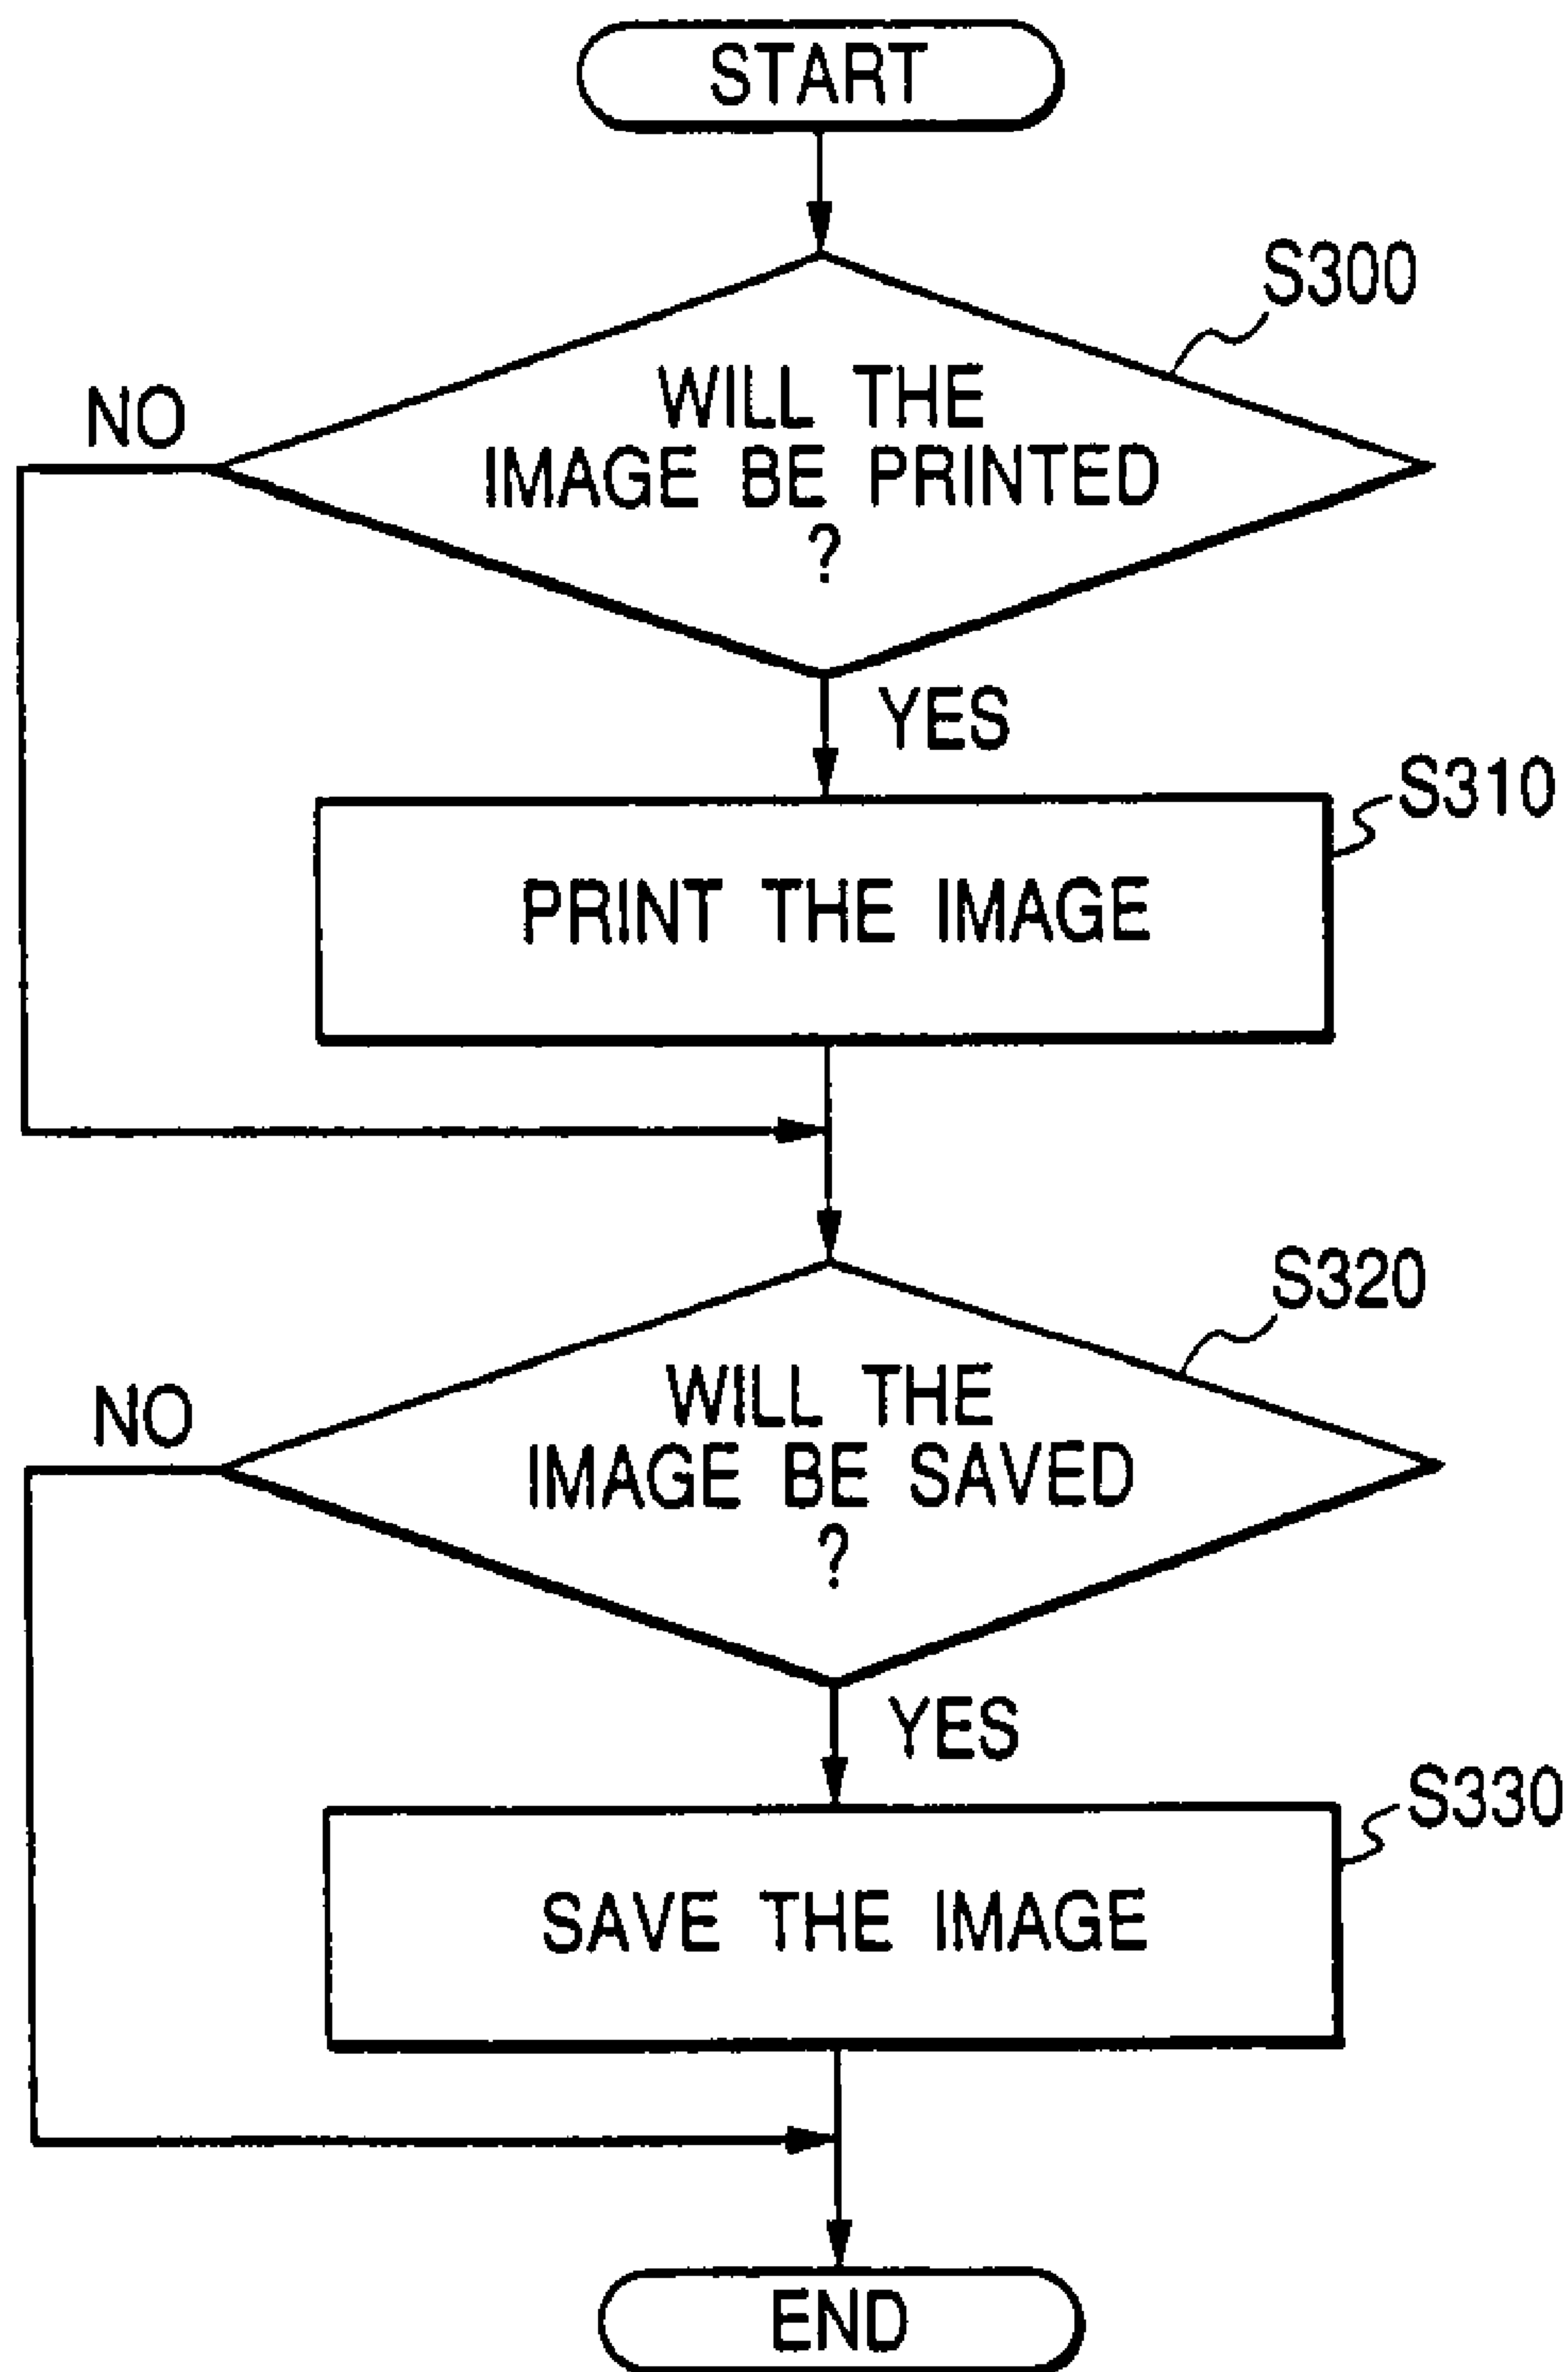 START
S300
WILL THE
IMAGE BE PRINTED
?
NO
YES
S310
PRINT THE IMAGE
S320
WILL THE
IMAGE BE SAVED
?
NO
YES
S330
SAVE THE IMAGE
END